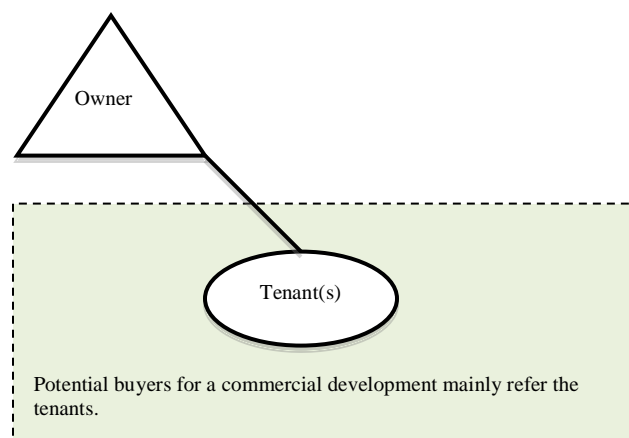 Owner
Tenant(s)
Potential buyers for a commercial development mainly refer the
tenants.